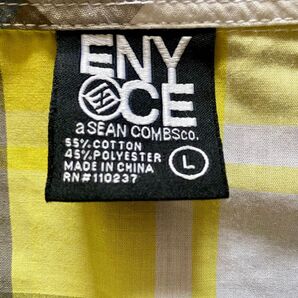 ENY
CE
a SEAN COMBS CO.
55% COTTON
45% POLYESTER
MADE IN CHINA
RN# 110237
L